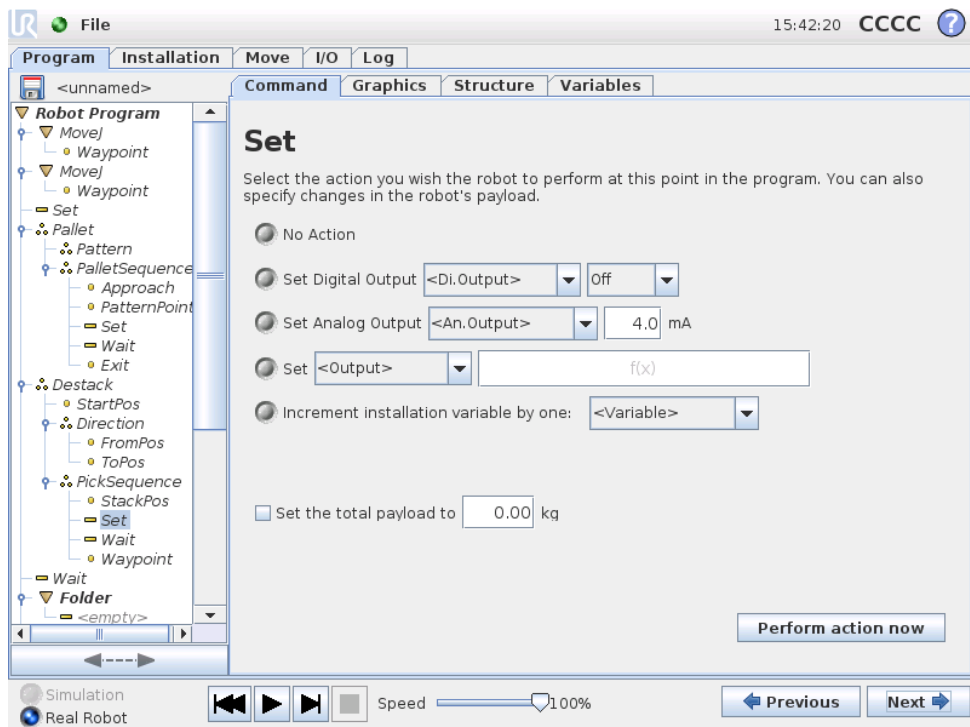 UR File 15:42:20 CCCC ?
Program Installation Move I/O Log
<unnamed>
Command Graphics Structure Variables
Robot Program
MoveJ
Waypoint
MoveJ
Waypoint
Set
Pallet
Pattern
PalletSequence
Approach
PatternPoint
Set
Wait
Exit
Destack
StartPos
Direction
FromPos
ToPos
PickSequence
StackPos
Set
Wait
Waypoint
Wait
Folder
<empty>
Set
Select the action you wish the robot to perform at this point in the program. You can also
specify changes in the robot's payload.
No Action
Set Digital Output <Di.Output> Off
Set Analog Output <An.Output> 4.0 mA
Set <Output> f(x)
Increment installation variable by one: <Variable>
Set the total payload to 0.00 kg
Perform action now
Simulation
Real Robot
Speed 100%
Previous Next